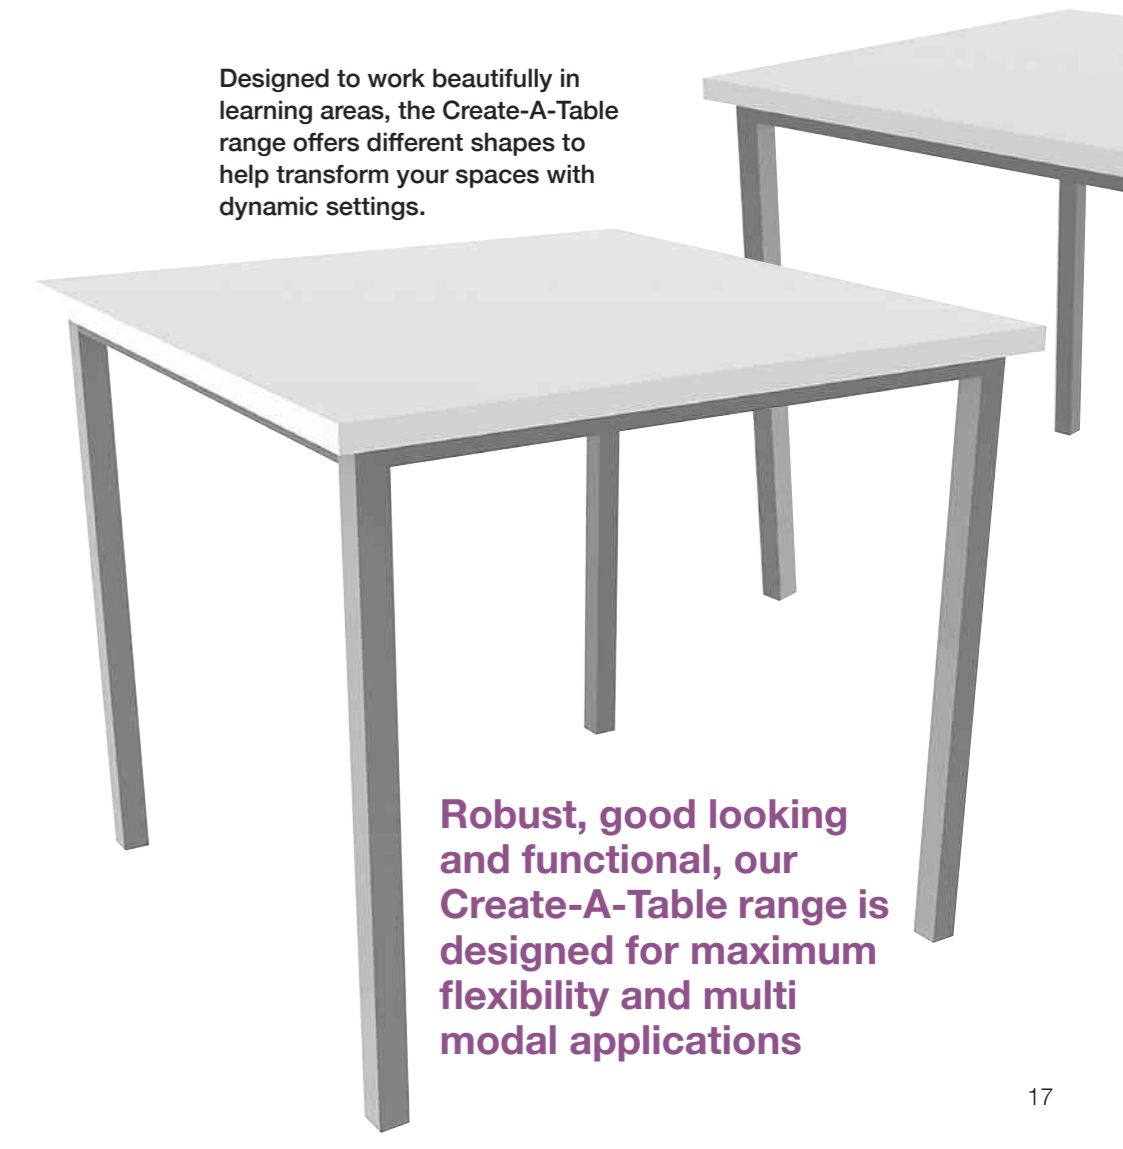 Designed to work beautifully in
learning areas, the Create-A-Table
range offers different shapes to
help transform your spaces with
dynamic settings.
Robust, good looking
and functional, our
Create-A-Table range is
designed for maximum
flexibility and multi
modal applications
17